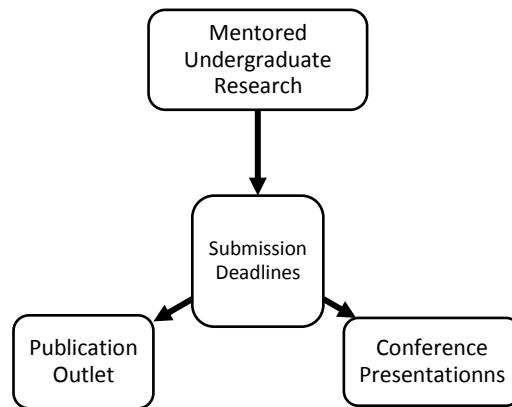 Mentored
Undergraduate
Research
Submission
Deadlines
Publication
Outlet
Conference
Presentationns